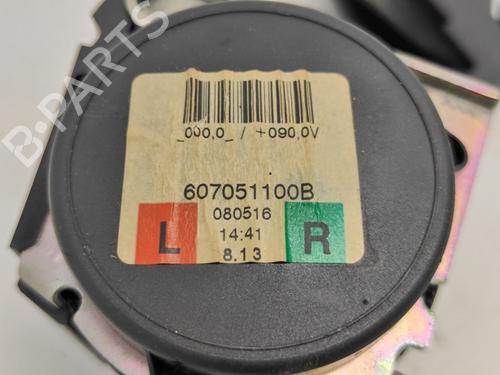 B-PARTS
_000,0_ / +090,0V
607051100B
080516
L 14:41 R
8.13